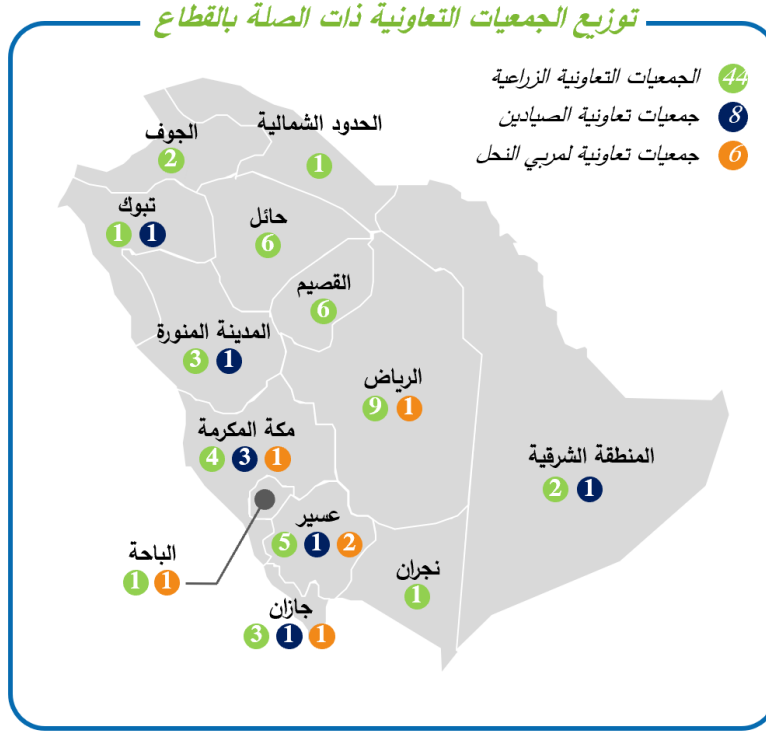 توزيع الجمعيات التعاونية ذات الصلة بالقطاع
44 الجمعيات التعاونية الزراعية
8 جمعيات تعاونية الصيادين
6 جمعيات تعاونية لمربي النحل
الحدود الشمالية
1
الجوف
2
تبوك
1 1
حائل
6
القصيم
6
المدينة المنورة
3 1
الرياض
9 1
مكة المكرمة
4 3 1
المنطقة الشرقية
2 1
عسير
5 1 2
الباحة
1 1
نجران
1
جازان
3 1 1